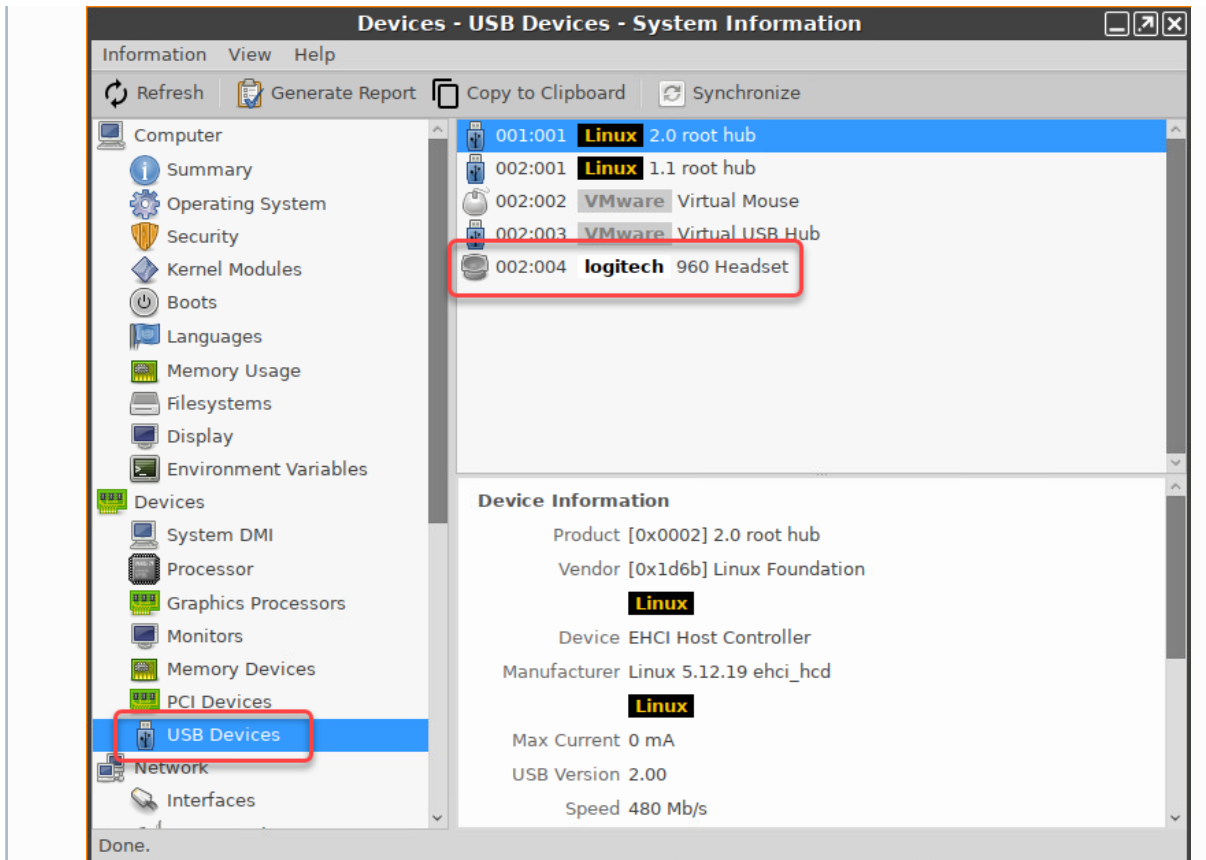 Devices - USB Devices - System Information
Information View Help
Refresh Generate Report Copy to Clipboard Synchronize
Computer
Summary
Operating System
Security
Kernel Modules
Boots
Languages
Memory Usage
Filesystems
Display
Environment Variables
Devices
System DMI
Processor
Graphics Processors
Monitors
Memory Devices
PCI Devices
USB Devices
Network
Interfaces
001:001 Linux 2.0 root hub
002:001 Linux 1.1 root hub
002:002 VMware Virtual Mouse
002:003 VMware Virtual USB Hub
002:004 logitech 960 Headset
Device Information
Product [0x0002] 2.0 root hub
Vendor [0x1d6b] Linux Foundation
Linux
Device EHCI Host Controller
Manufacturer Linux 5.12.19 ehci_hcd
Linux
Max Current 0 mA
USB Version 2.00
Speed 480 Mb/s
Done.